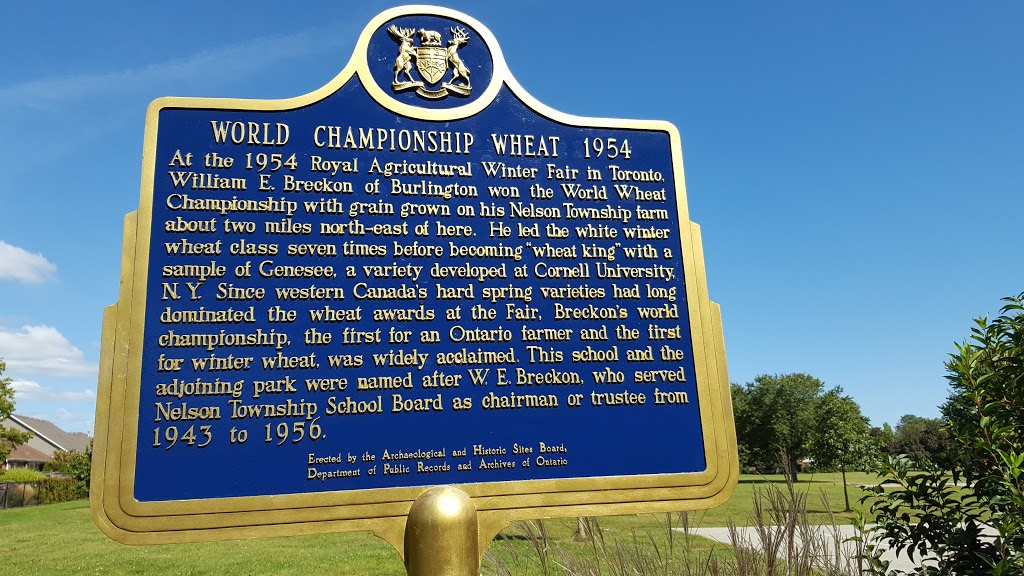 WORLD CHAMPIONSHIP WHEAT 1954
At the 1954 Royal Agricultural Winter Fair in Toronto,
William E. Breckon of Burlington won the World Wheat
Championship with grain grown on his Nelson Township farm
about two miles north-east of here. He led the white winter
wheat class seven times before becoming "wheat king" with a
sample of Genesee, a variety developed at Cornell University,
N.Y. Since western Canada's hard spring varieties had long
dominated the wheat awards at the Fair, Breckon's world
championship, the first for an Ontario farmer and the first
for winter wheat, was widely acclaimed. This school and the
adjoining park were named after W. E. Breckon, who served
Nelson Township School Board as chairman or trustee from
1943 to 1956.
Erected by the Archaeological and Historic Sites Board,
Department of Public Records and Archives of Ontario